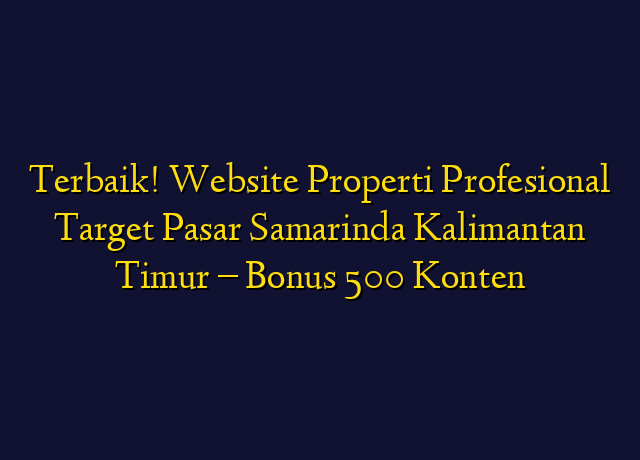 Terbaik! Website Properti Profesional
Target Pasar Samarinda Kalimantan
Timur – Bonus 500 Konten